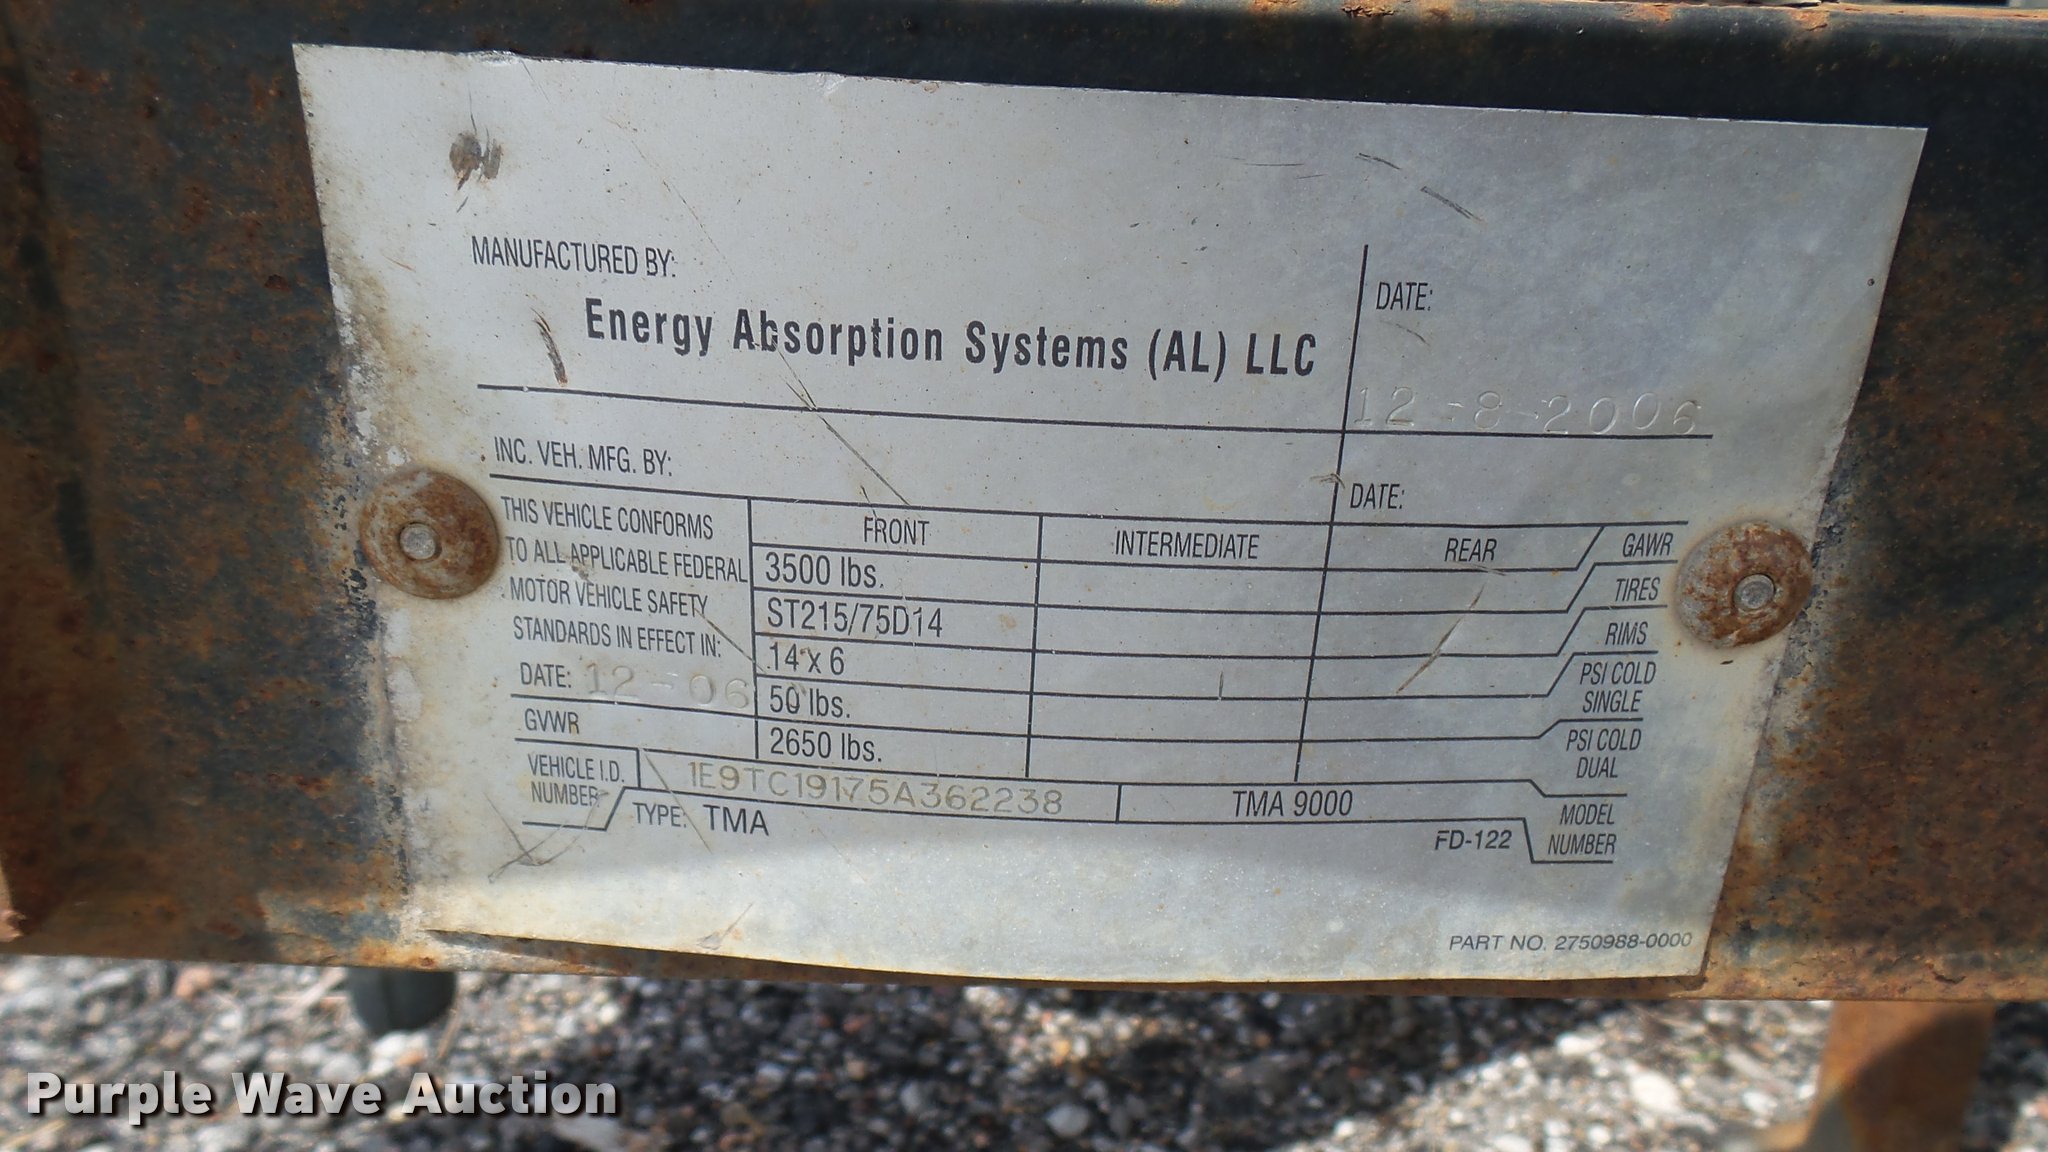 MANUFACTURED BY:
Energy Absorption Systems (AL) LLC
DATE:
12-8-2006
INC. VEH. MFG. BY:
DATE:
THIS VEHICLE CONFORMS
TO ALL APPLICABLE FEDERAL
MOTOR VEHICLE SAFETY
STANDARDS IN EFFECT IN:
DATE: 12-06
FRONT INTERMEDIATE REAR GAWR
3500 lbs.
ST215/75D14 TIRES
14 x 6 RIMS
50 lbs. PSI COLD
SINGLE
GVWR 2650 lbs. PSI COLD
DUAL
VEHICLE I.D.
NUMBER
1E9TC19175A362238
TMA 9000
MODEL
NUMBER
TYPE: TMA
FD-122
PART NO. 2750988-0000
Purple Wave Auction